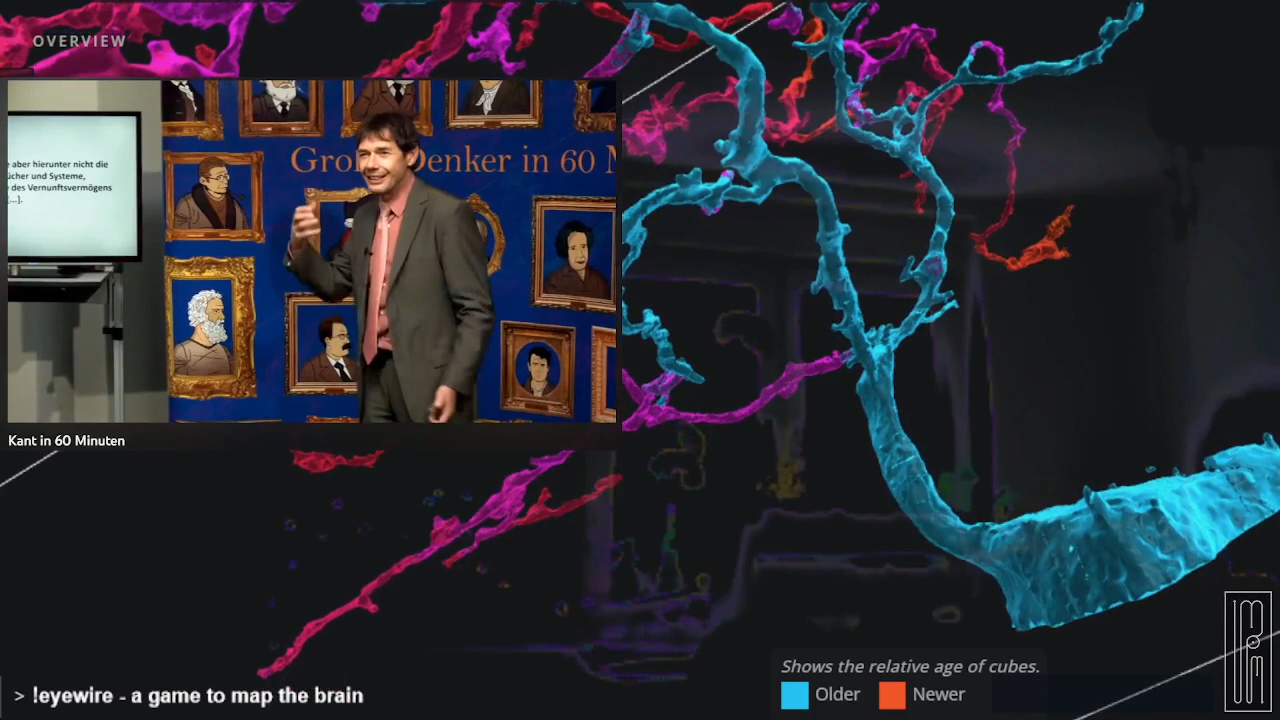 OVERVIEW
aber hierunter nicht die
ücher und Systeme,
des Vernunftsvermögens
[...].
Gro Denker in 60
Kant in 60 Minuten
Shows the relative age of cubes.
Older
Newer
> !eyewire - a game to map the brain